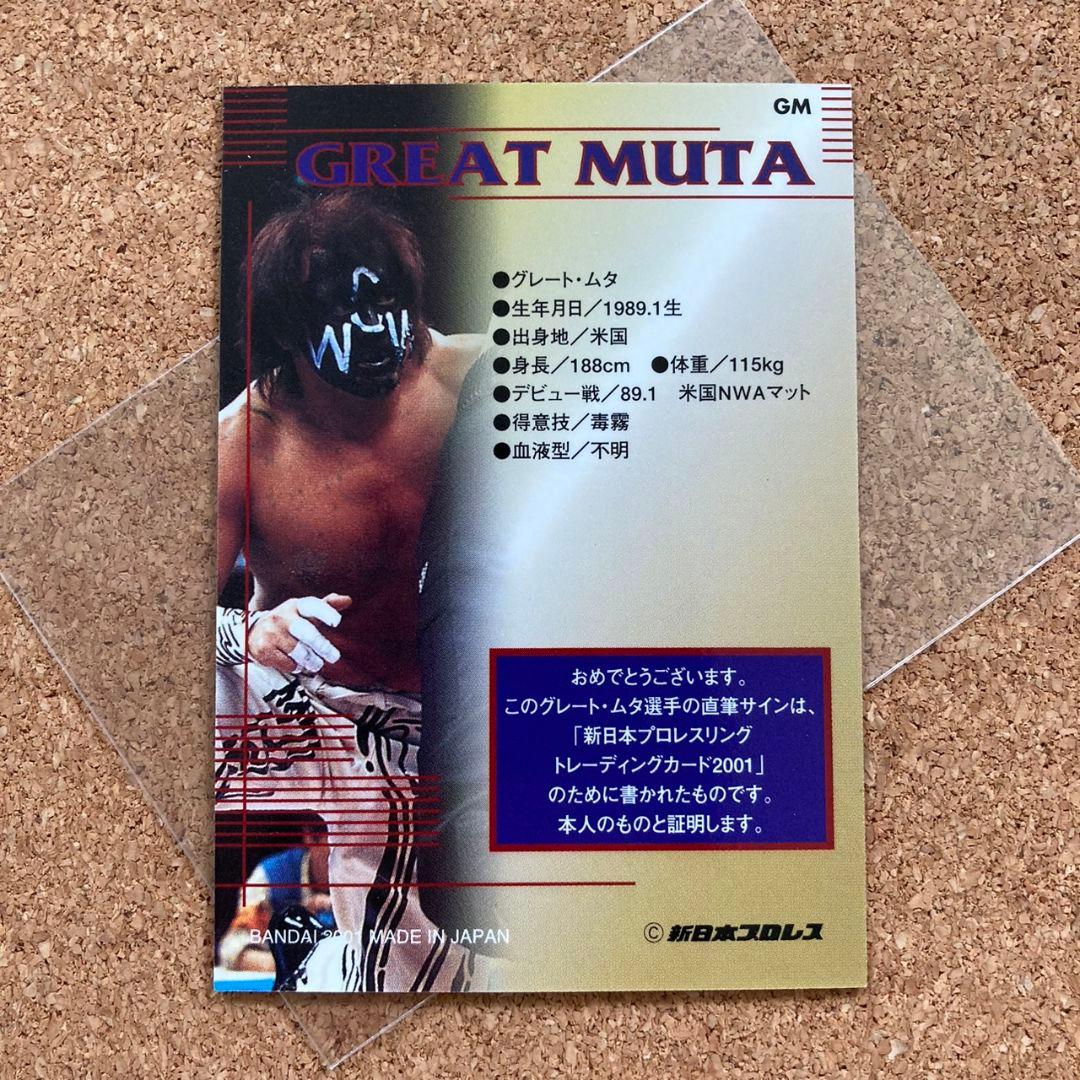 GM
GREAT MUTA
WCW
●グレート・ムタ
●生年月日／1989.1生
●出身地／米国
●身長／188cm ●体重／115kg
●デビュー戦／89.1 米国NWAマット
●得意技／毒霧
●血液型／不明
おめでとうございます。
このグレート・ムタ選手の直筆サインは、
「新日本プロレスリング
トレーディングカード2001」
のために書かれたものです。
本人のものと証明します。
BANDAI 2001 MADE IN JAPAN
©新日本プロレス